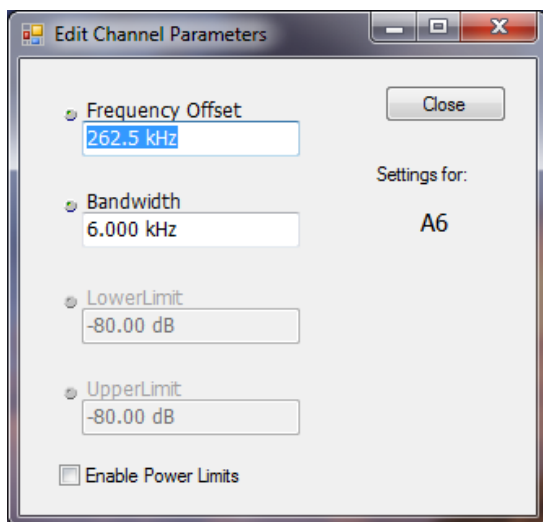 Edit Channel Parameters
Frequency Offset
262.5 kHz
Close
Settings for:
A6
Bandwidth
6.000 kHz
LowerLimit
-80.00 dB
UpperLimit
-80.00 dB
Enable Power Limits